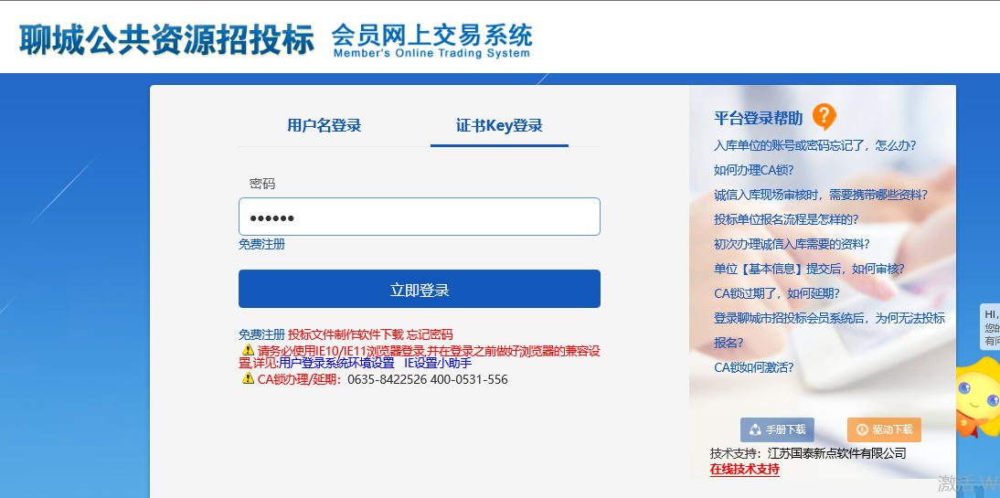 聊城公共资源招投标 会员网上交易系统
Member's Online Trading System
用户名登录 证书Key登录
密码
●●●●●●
免费注册
立即登录
免费注册 投标文件制作软件下载 忘记密码
请务必使用IE10/IE11浏览器登录,并在登录之前做好浏览器的兼容设
置,详见:用户登录系统环境设置 IE设置小助手
CA锁办理/延期：0635-8422526 400-0531-556
平台登录帮助 ?
入库单位的账号或密码忘记了，怎么办?
如何办理CA锁?
诚信入库现场审核时，需要携带哪些资料?
投标单位报名流程是怎样的?
初次办理诚信入库需要的资料?
单位【基本信息】提交后，如何审核?
CA锁过期了，如何延期?
登录聊城市招投标会员系统后，为何无法投标
报名?
CA锁如何激活?
手册下载 驱动下载
技术支持：江苏国泰新点软件有限公司
在线技术支持
HI,
您的
有问
激活 W